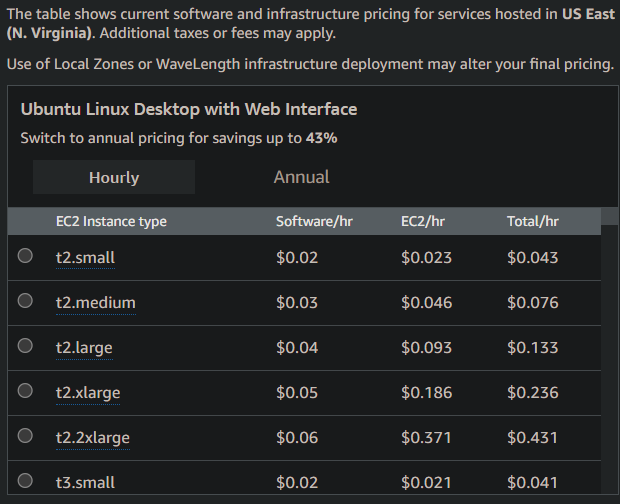 The table shows current software and infrastructure pricing for services hosted in US East
(N. Virginia). Additional taxes or fees may apply.
Use of Local Zones or WaveLength infrastructure deployment may alter your final pricing.
Ubuntu Linux Desktop with Web Interface
Switch to annual pricing for savings up to 43%
Hourly Annual
EC2 Instance type Software/hr EC2/hr Total/hr
t2.small $0.02 $0.023 $0.043
t2.medium $0.03 $0.046 $0.076
t2.large $0.04 $0.093 $0.133
t2.xlarge $0.05 $0.186 $0.236
t2.2xlarge $0.06 $0.371 $0.431
t3.small $0.02 $0.021 $0.041